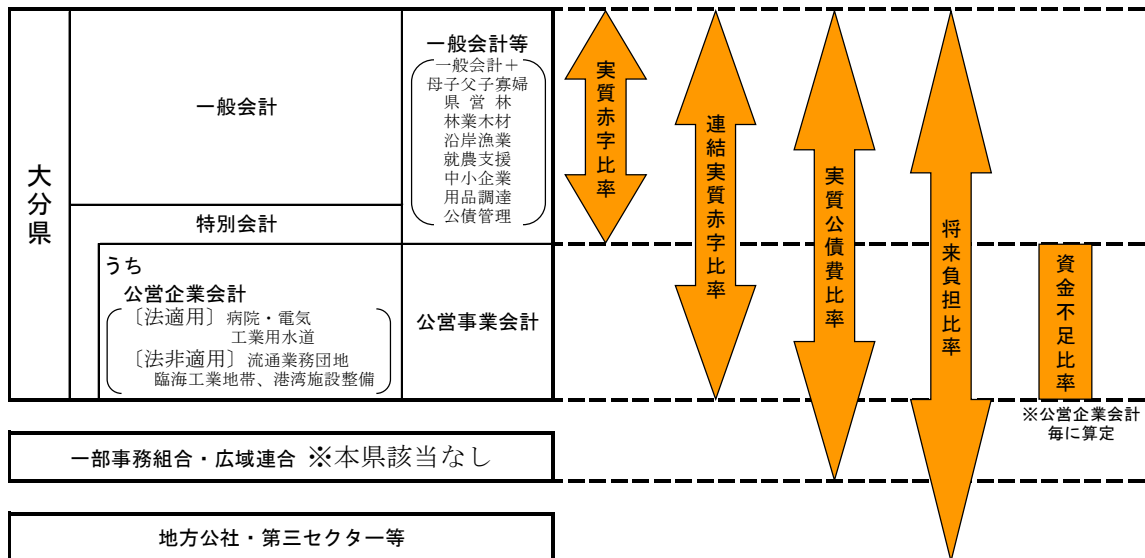 大分県
一般会計
特別会計
うち
公営企業会計
〔法適用〕病院・電気
工業用水道
〔法非適用〕流通業務団地
臨海工業地帯、港湾施設整備
一般会計等
一般会計+
母子父子寡婦
県営林
林業木材
沿岸漁業
就農支援
中小企業
用品調達
公債管理
公営事業会計
実質赤字比率
連結実質赤字比率
実質公債費比率
将来負担比率
資金不足比率
※公営企業会計
毎に算定
一部事務組合・広域連合 ※本県該当なし
地方公社・第三セクター等